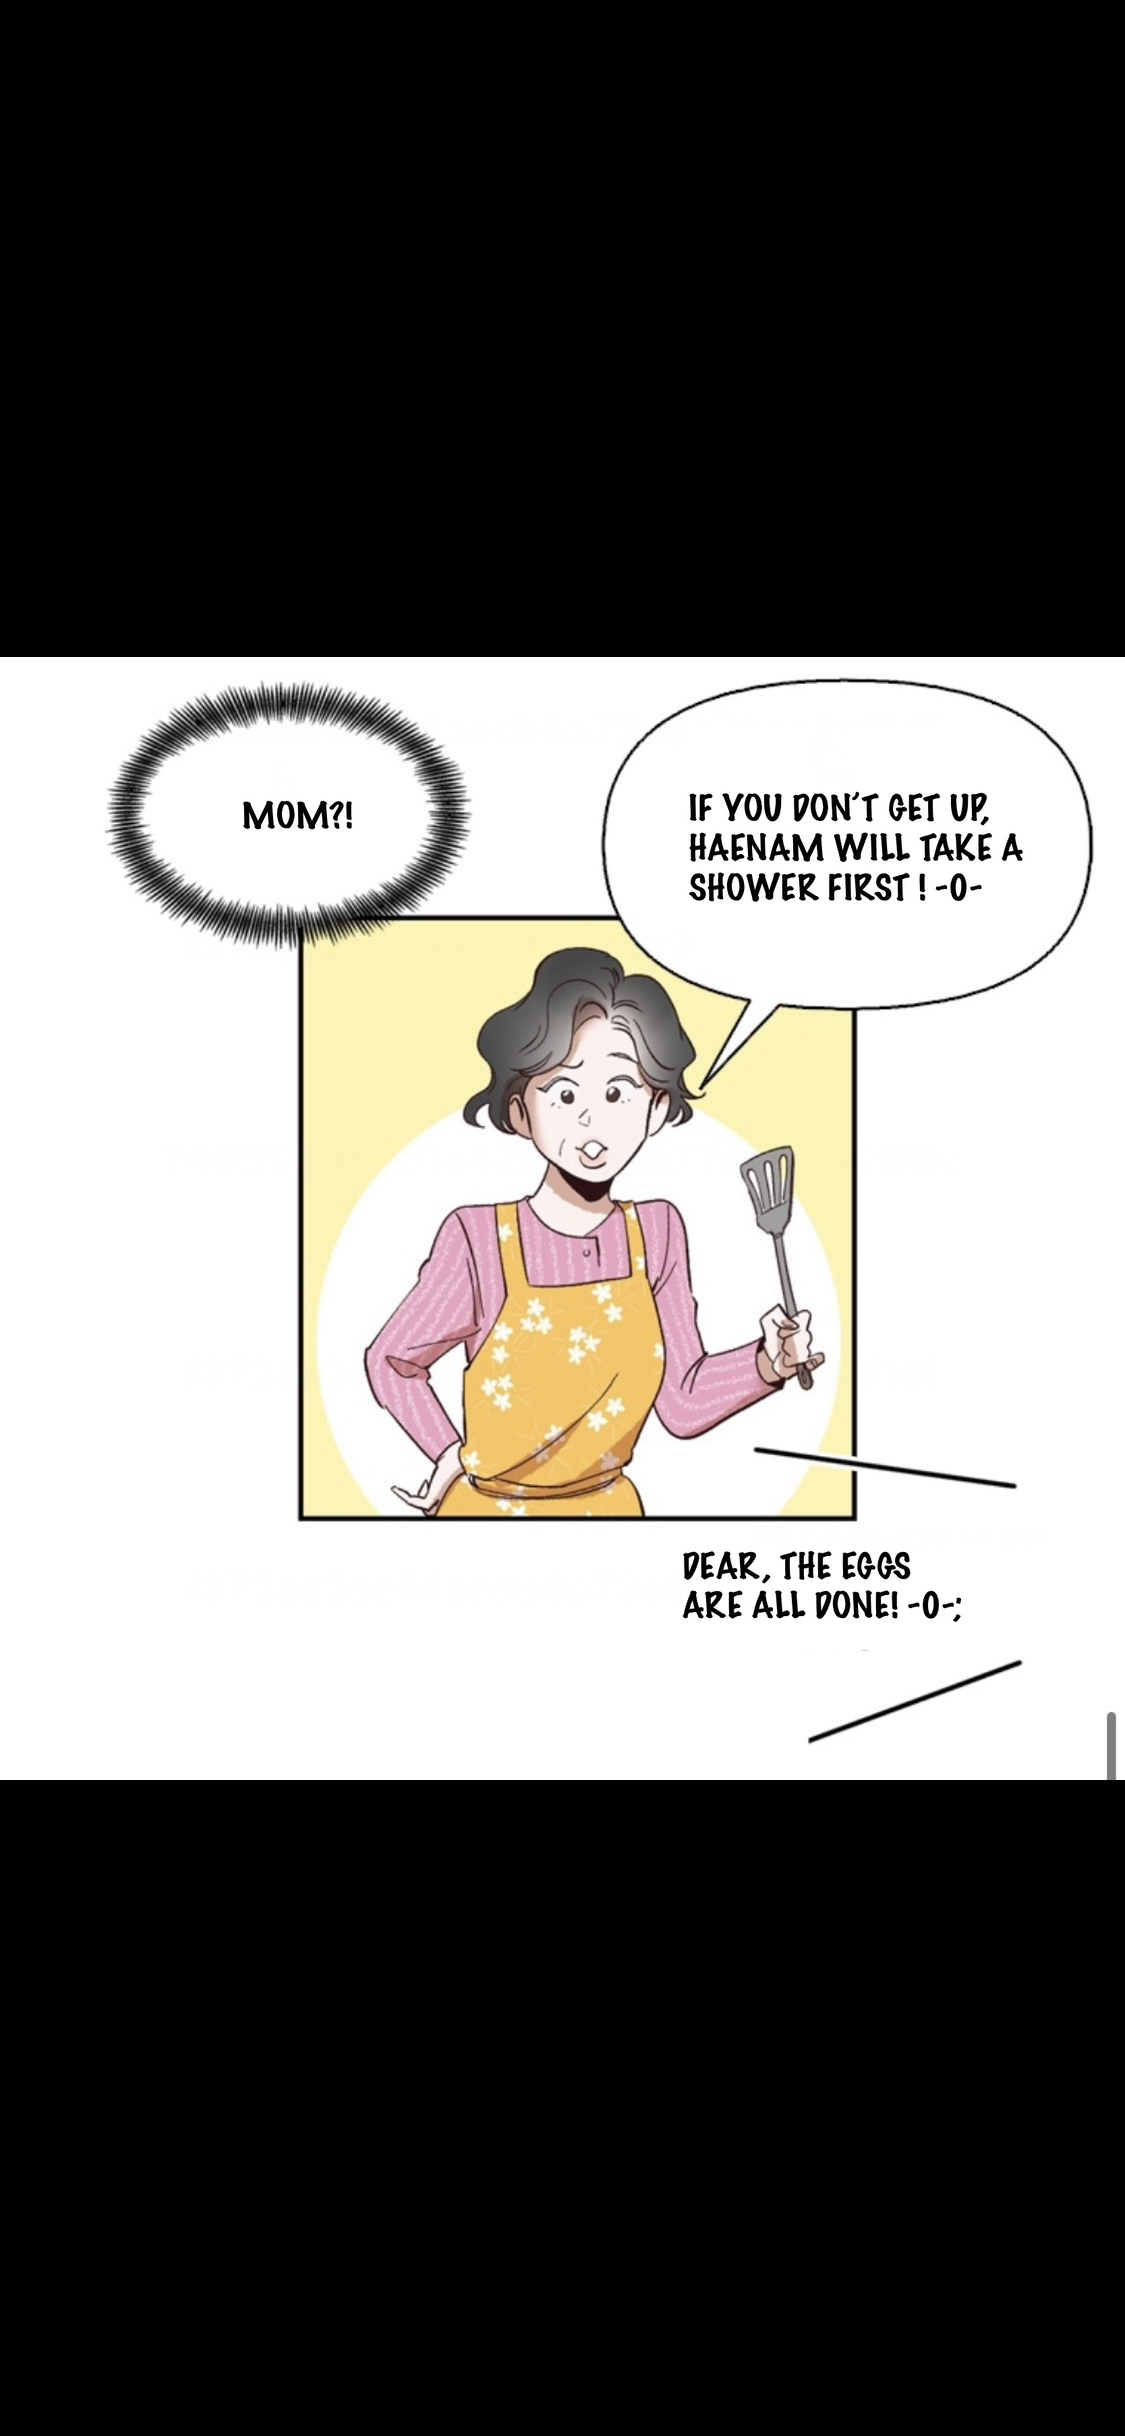 MOM?!
IF YOU DON'T GET UP,
HAENAM WILL TAKE A
SHOWER FIRST ! -0-
DEAR, THE EGGS
ARE ALL DONE! -0-;